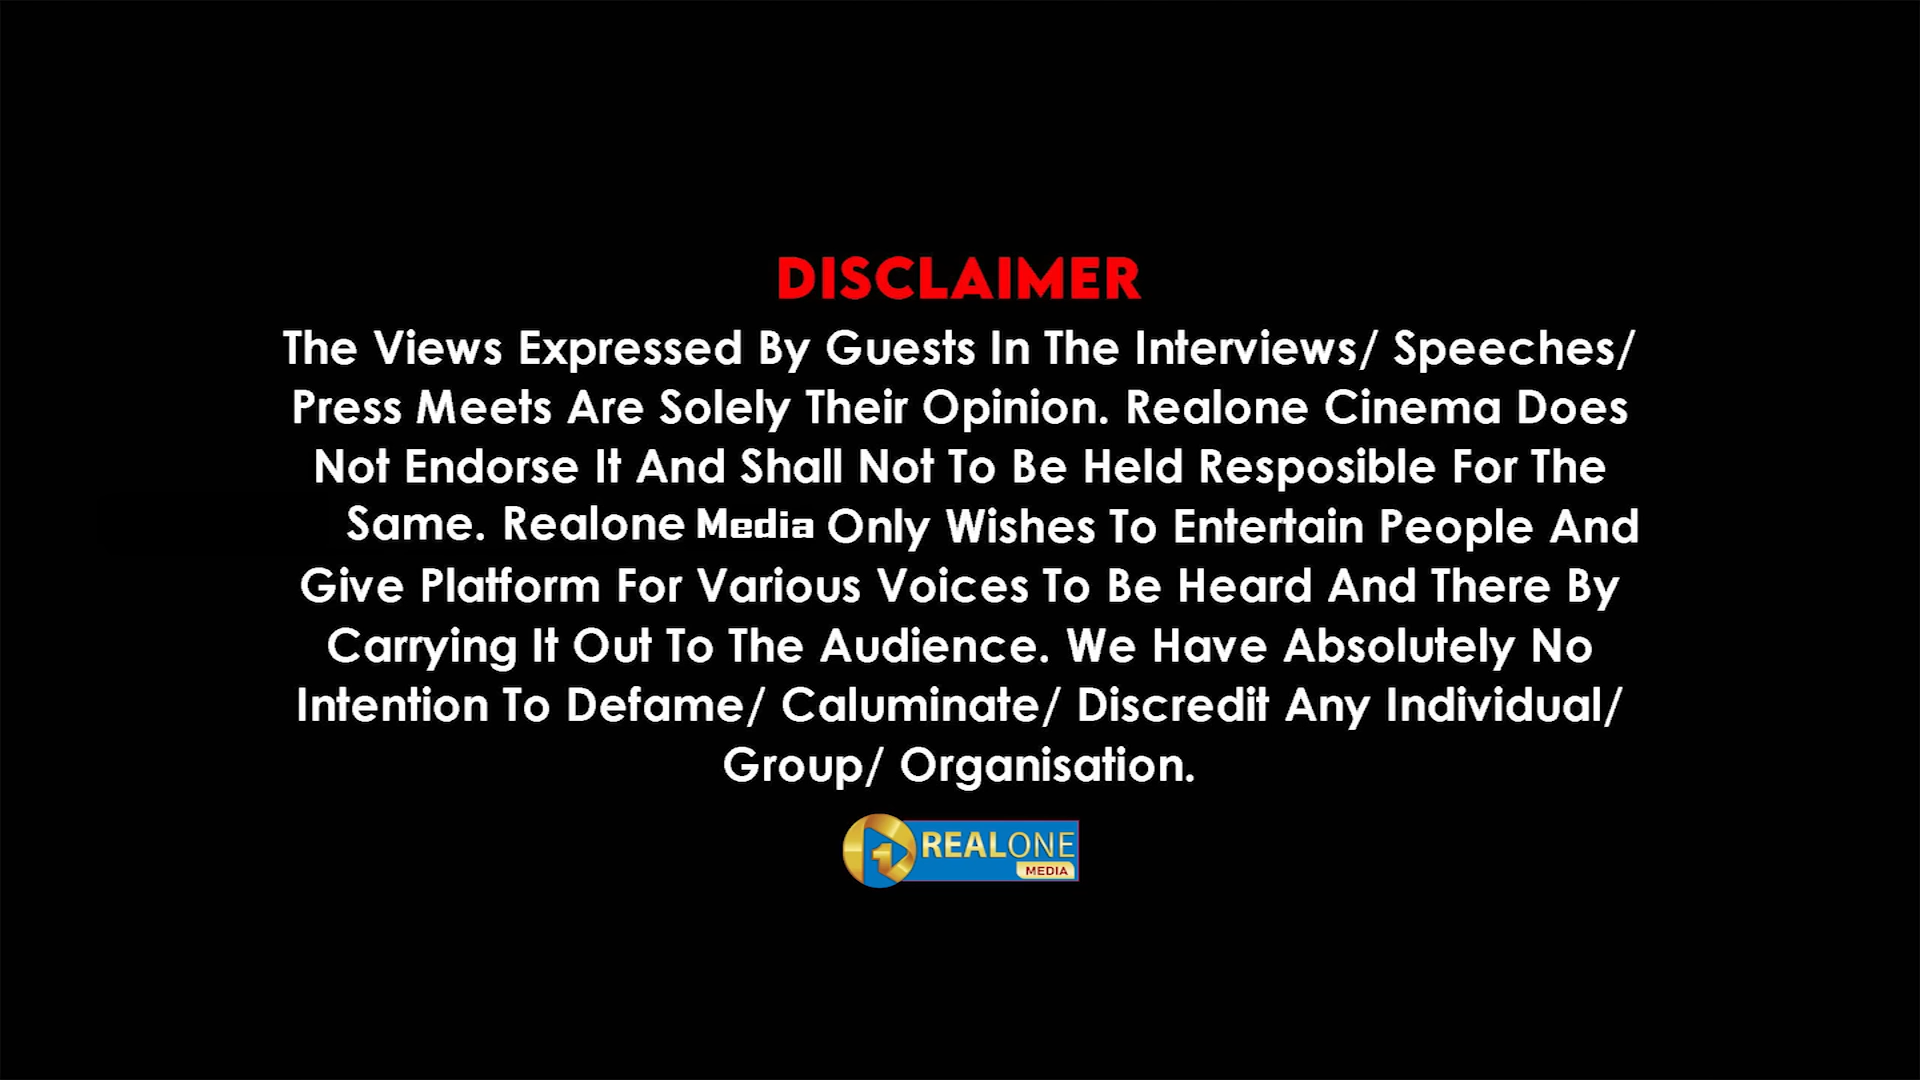 DISCLAIMER
The Views Expressed By Guests In The Interviews/ Speeches/
Press Meets Are Solely Their Opinion. Realone Cinema Does
Not Endorse It And Shall Not To Be Held Resposible For The
Same. Realone Media Only Wishes To Entertain People And
Give Platform For Various Voices To Be Heard And There By
Carrying It Out To The Audience. We Have Absolutely No
Intention To Defame/ Caluminate/ Discredit Any Individual/
Group/ Organisation.
1 REALONE
MEDIA